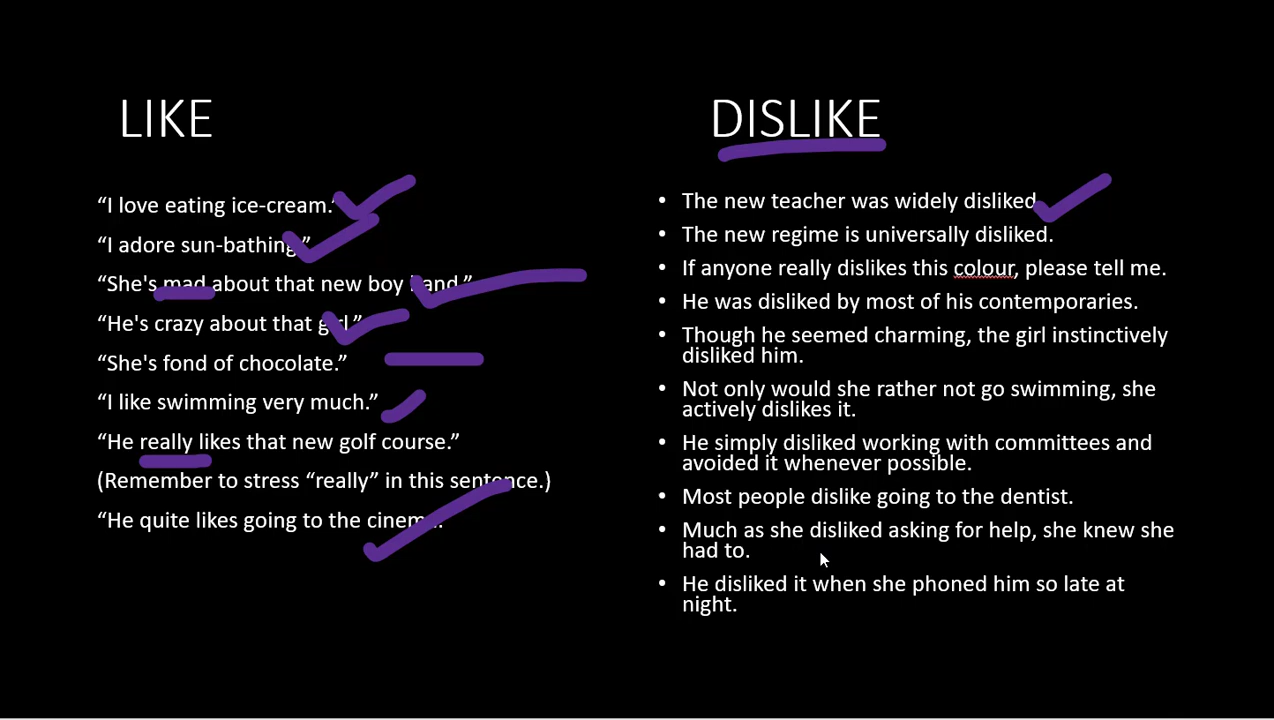 LIKE
“I love eating ice-cream.”
“I adore sun-bathing.”
“She's mad about that new boy band.”
“He's crazy about that girl.”
“She's fond of chocolate.”
“I like swimming very much.”
“He really likes that new golf course.”
(Remember to stress “really” in this sentence.)
“He quite likes going to the cinema.
DISLIKE
• The new teacher was widely disliked
• The new regime is universally disliked.
• If anyone really dislikes this colour, please tell me.
• He was disliked by most of his contemporaries.
• Though he seemed charming, the girl instinctively
disliked him.
• Not only would she rather not go swimming, she
actively dislikes it.
• He simply disliked working with committees and
avoided it whenever possible.
• Most people dislike going to the dentist.
• Much as she disliked asking for help, she knew she
had to.
• He disliked it when she phoned him so late at
night.